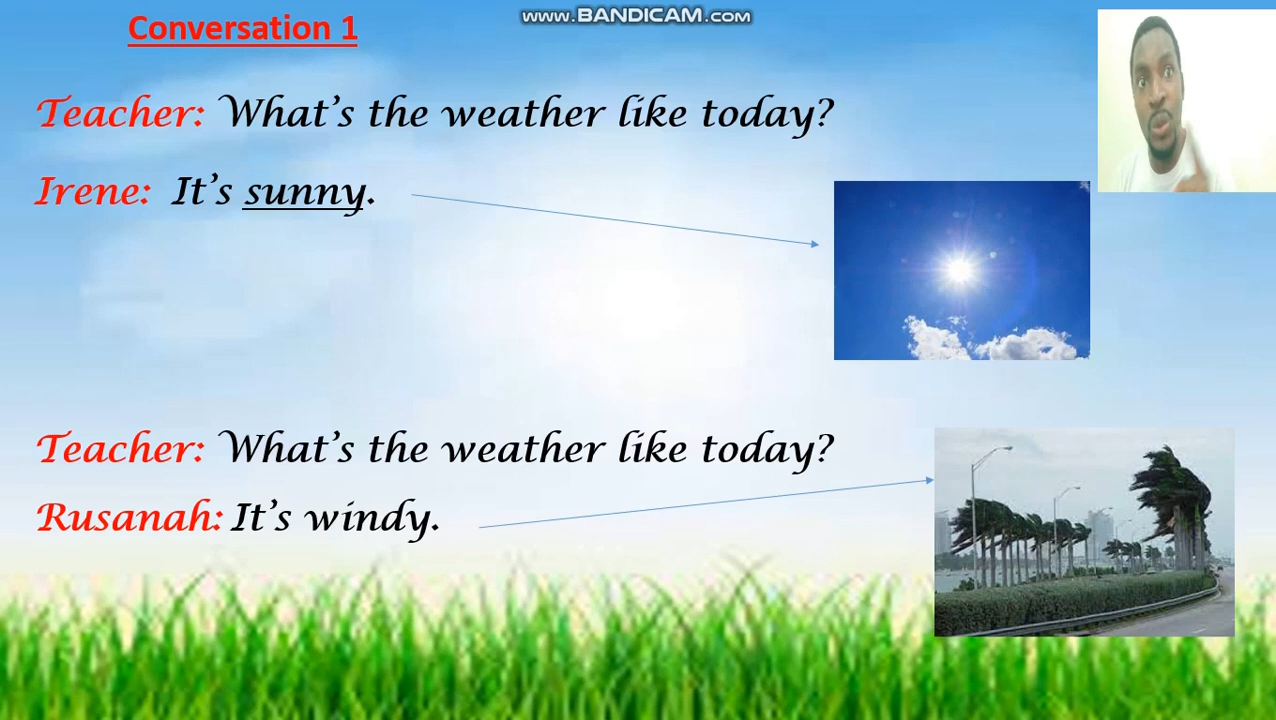 www.BANDICAM.com
Conversation 1
Teacher: What's the weather like today?
Irene: It's sunny.
Teacher: What's the weather like today?
Rusanah: It's windy.